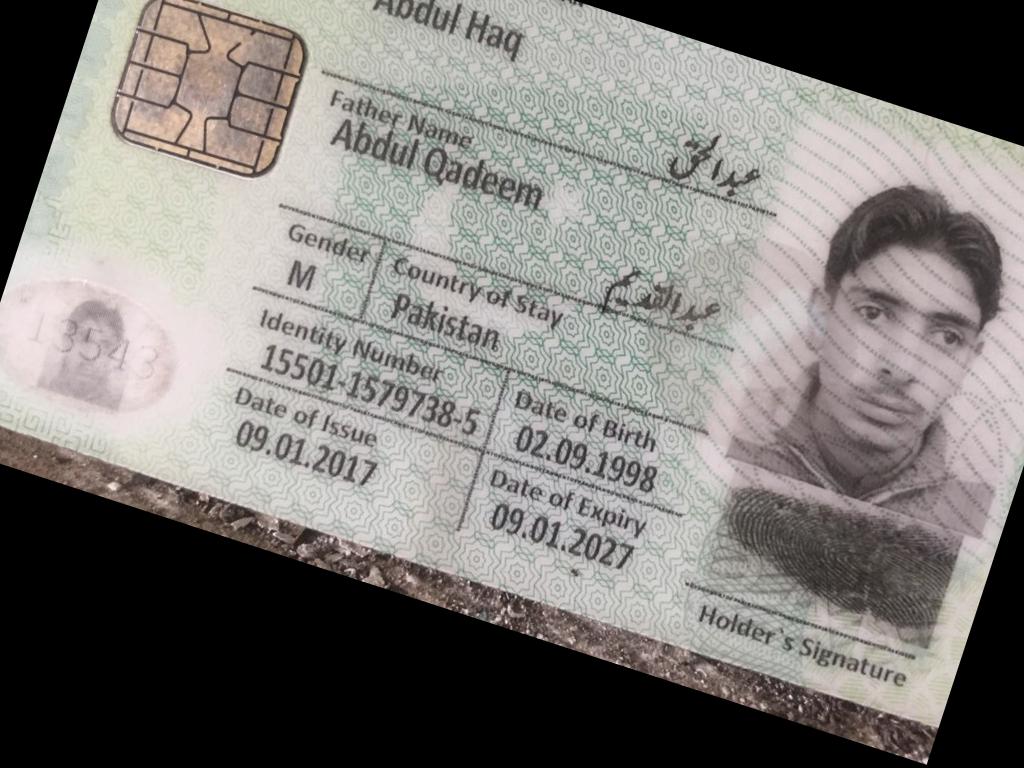 Abdul Haq
عبدالحق
Father Name
Abdul Qadeem
عبدالقدیم
Gender
M
Country of Stay
Pakistan
Identity Number
15501-1579738-5
Date of Birth
02.09.1998
Date of Issue
09.01.2017
Date of Expiry
09.01.2027
13543
Holder`s Signature